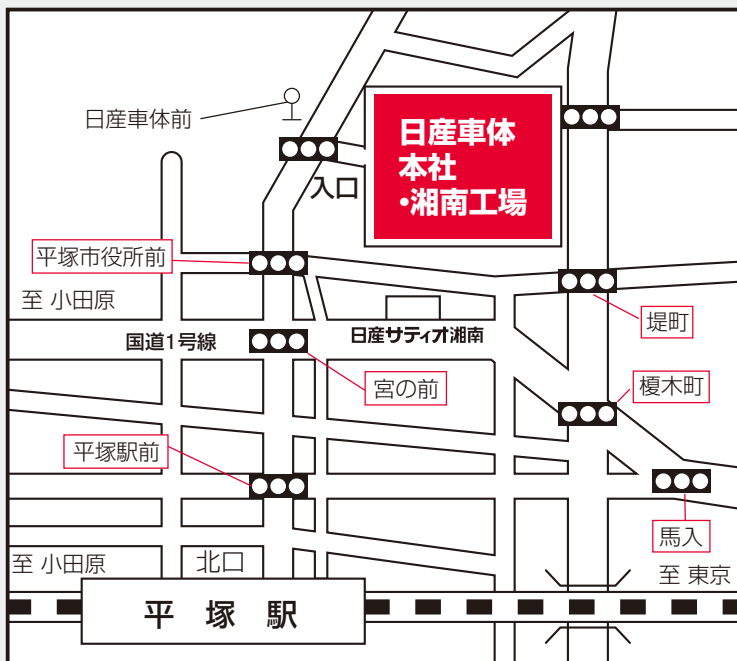 日産車体前
日産車体
本社
・湘南工場
入口
平塚市役所前
至 小田原
国道1号線
日産サティオ湘南
堤町
宮の前
榎木町
平塚駅前
馬入
至 小田原
北口
至 東京
平 塚 駅